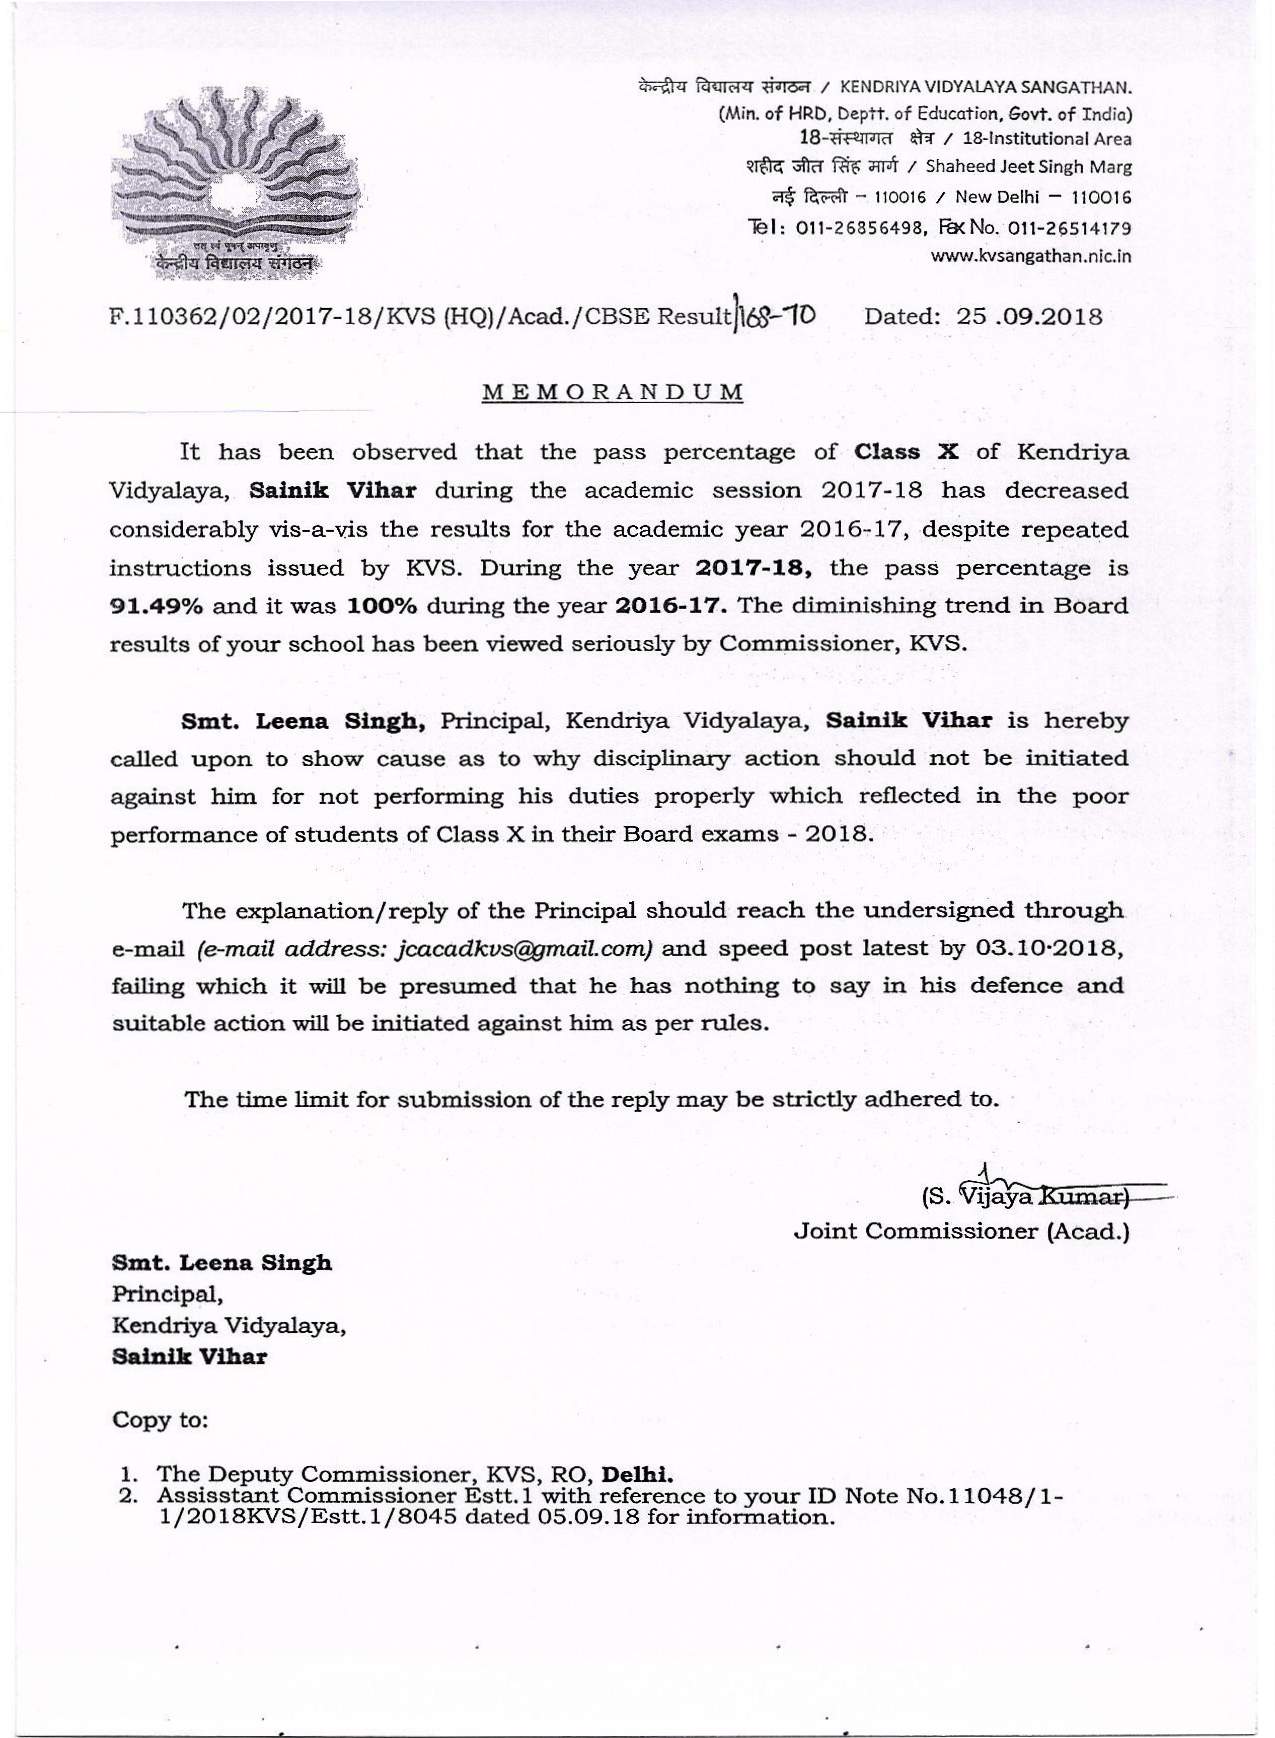 केन्द्रीय विद्यालय संगठन / KENDRIYA VIDYALAYA SANGATHAN.
(Min. of HRD, Deptt. of Education, Govt. of India)
18-संस्थागत क्षेत्र / 18-Institutional Area
शहीद जीत सिंह मार्ग / Shaheed Jeet Singh Marg
नई दिल्ली – 110016 / New Delhi – 110016
Tel: 011-26856498, Fax No. 011-26514179
www.kvsangathan.nic.in
केन्द्रीय विद्यालय संगठन
F.110362/02/2017-18/KVS (HQ)/Acad./CBSE Result/168-70 Dated: 25 .09.2018
MEMORANDUM
It has been observed that the pass percentage of Class X of Kendriya
Vidyalaya, Sainik Vihar during the academic session 2017-18 has decreased
considerably vis-a-vis the results for the academic year 2016-17, despite repeated
instructions issued by KVS. During the year 2017-18, the pass percentage is
91.49% and it was 100% during the year 2016-17. The diminishing trend in Board
results of your school has been viewed seriously by Commissioner, KVS.
Smt. Leena Singh, Principal, Kendriya Vidyalaya, Sainik Vihar is hereby
called upon to show cause as to why disciplinary action should not be initiated
against him for not performing his duties properly which reflected in the poor
performance of students of Class X in their Board exams - 2018.
The explanation/reply of the Principal should reach the undersigned through
e-mail (e-mail address: jcacadkvs@gmail.com) and speed post latest by 03.10.2018,
failing which it will be presumed that he has nothing to say in his defence and
suitable action will be initiated against him as per rules.
The time limit for submission of the reply may be strictly adhered to.
(S. Vijaya Kumar)
Joint Commissioner (Acad.)
Smt. Leena Singh
Principal,
Kendriya Vidyalaya,
Sainik Vihar
Copy to:
1. The Deputy Commissioner, KVS, RO, Delhi.
2. Assisstant Commissioner Estt.1 with reference to your ID Note No.11048/1-
1/2018KVS/Estt.1/8045 dated 05.09.18 for information.